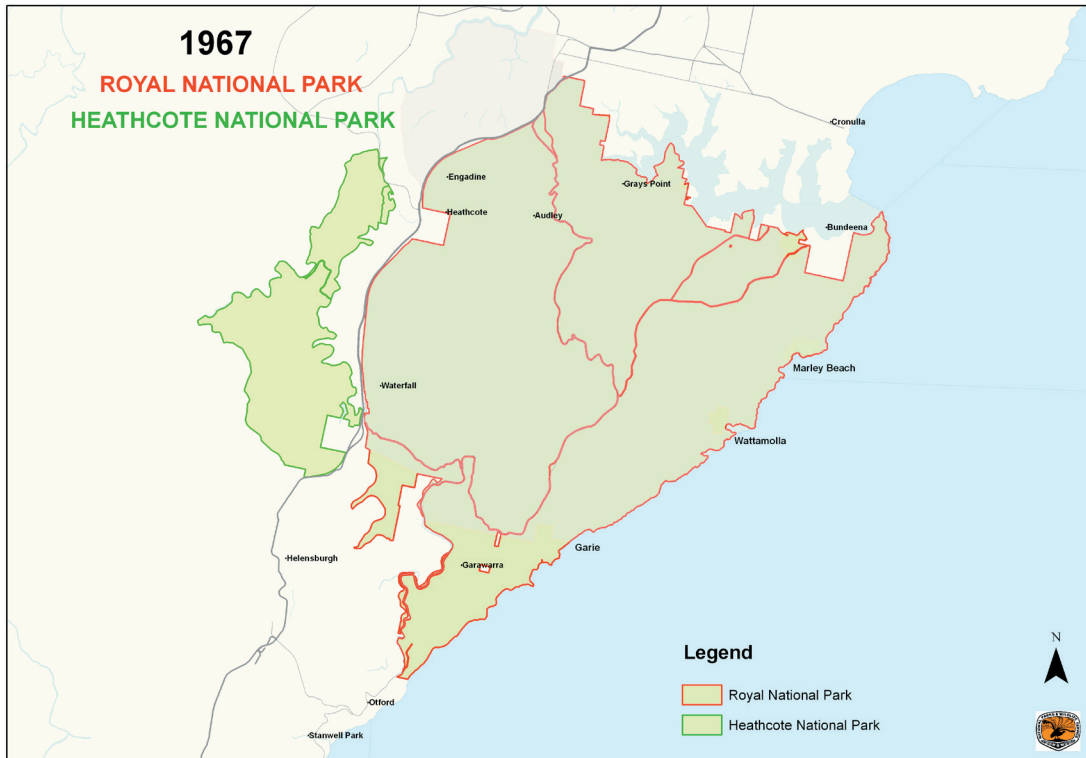 1967
ROYAL NATIONAL PARK
HEATHCOTE NATIONAL PARK
Cronulla
Engadine
Grays Point
Heathcote
Audley
Bundeena
Marley Beach
Waterfall
Wattamolla
Garie
Helensburgh
Garawarra
Legend
N
Royal National Park
Otford
Heathcote National Park
Stanwell Park